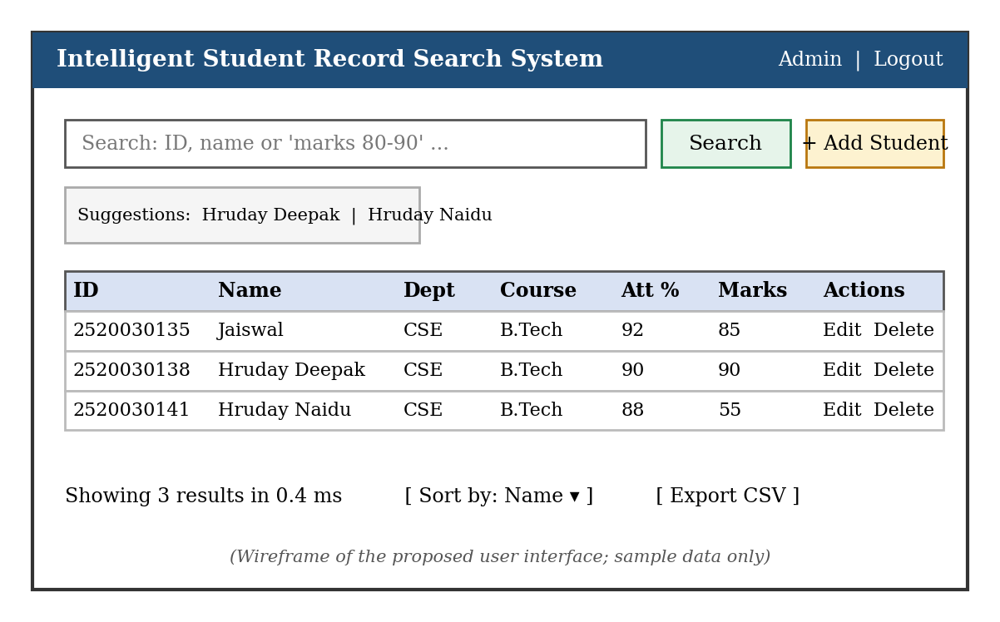 Intelligent Student Record Search System Admin | Logout
Search: ID, name or 'marks 80-90' ... Search + Add Student
Suggestions: Hruday Deepak | Hruday Naidu
ID Name Dept Course Att % Marks Actions
2520030135 Jaiswal CSE B.Tech 92 85 Edit Delete
2520030138 Hruday Deepak CSE B.Tech 90 90 Edit Delete
2520030141 Hruday Naidu CSE B.Tech 88 55 Edit Delete
Showing 3 results in 0.4 ms [ Sort by: Name ▾ ] [ Export CSV ]
(Wireframe of the proposed user interface; sample data only)